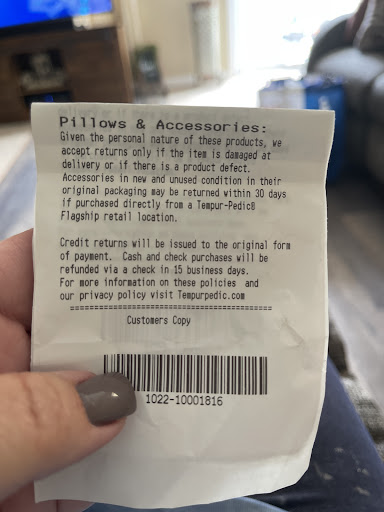 Pillows & Accessories:
Given the personal nature of these products, we
accept returns only if the item is damaged at
delivery or if there is a product defect.
Accessories in new and unused condition in their
original packaging may be returned within 30 days
if purchased directly from a Tempur-Pedic®
Flagship retail location.
Credit returns will be issued to the original form
of payment. Cash and check purchases will be
refunded via a check in 15 business days.
For more information on these policies and
our privacy policy visit Tempurpedic.com
==========================================
Customers Copy
1022-10001816